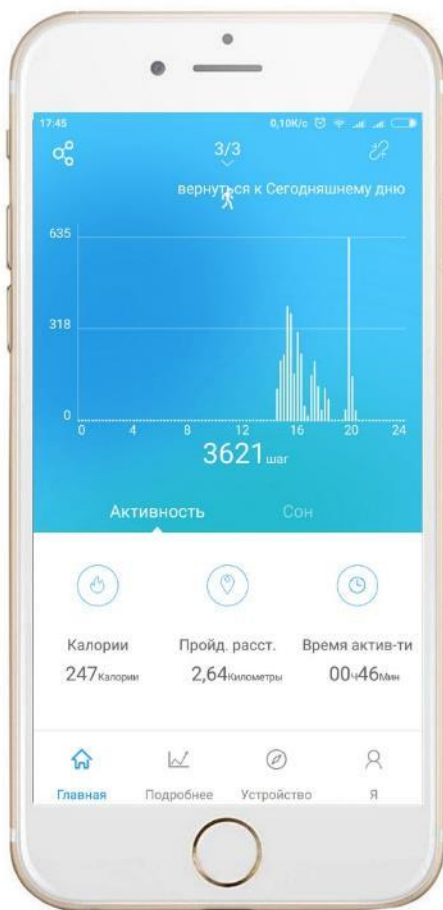 17:45 0,10K/c
3/3
вернуться к Сегодняшнему дню
635
318
0
0 4 8 12 16 20 24
3621 шаг
Активность Сон
Калории Пройд. расст. Время актив-ти
247 Калории 2,64 Километры 00ч46Мин
Главная Подробнее Устройство Я